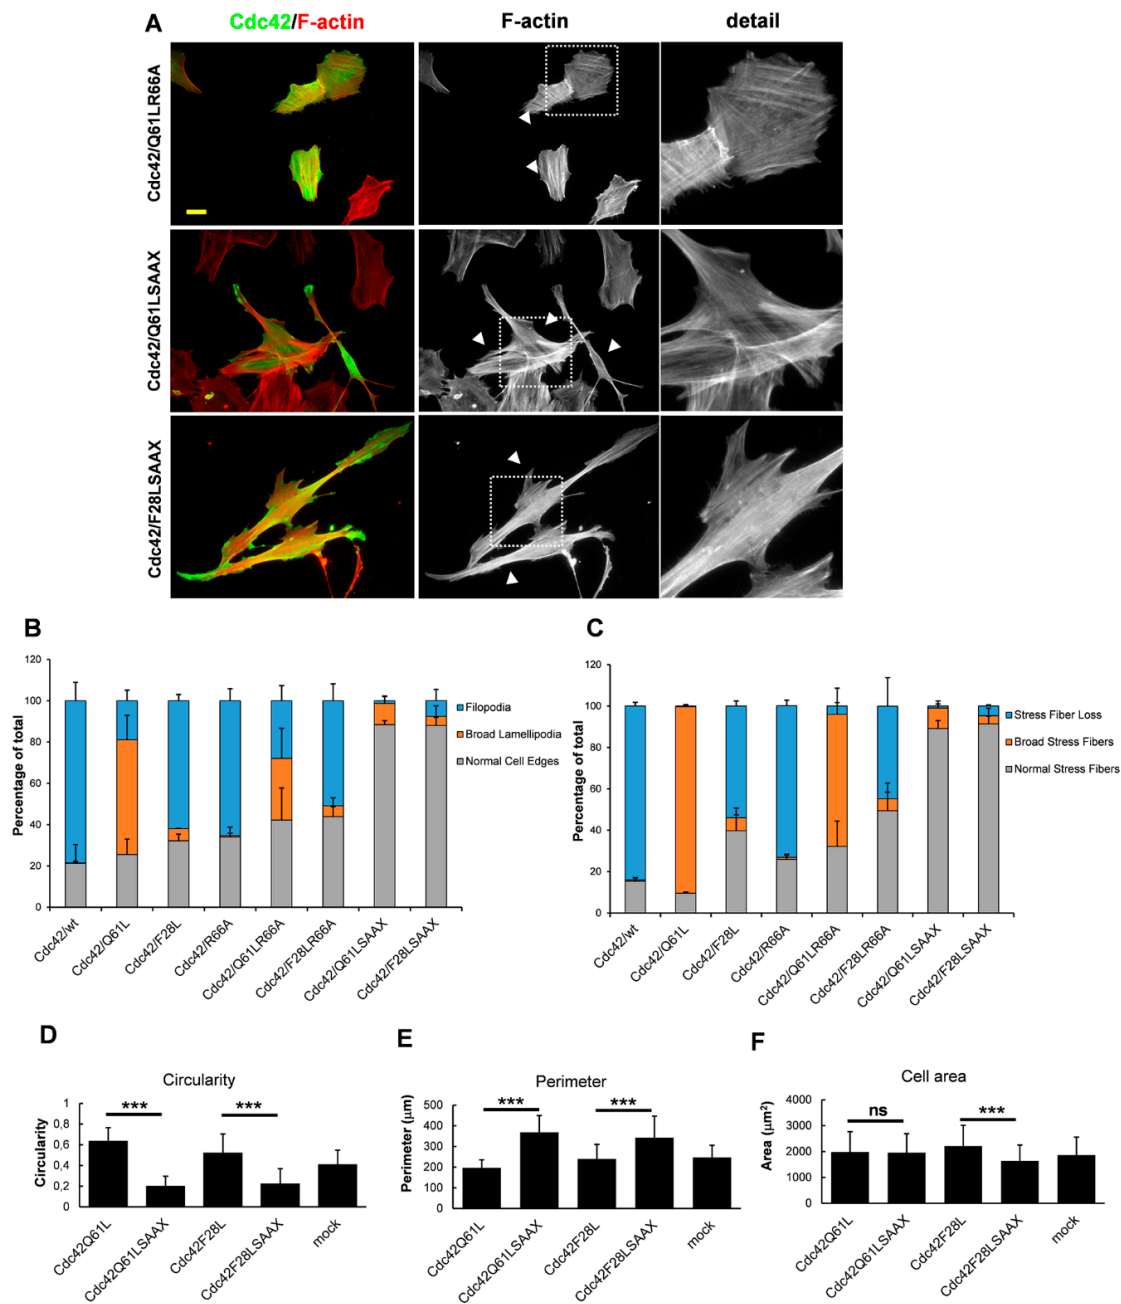 A
Cdc42/F-actin
F-actin
detail
Cdc42/Q61LR66A
Cdc42/Q61LSAAX
Cdc42/F28LSAAX
B
120
100
80
60
40
20
0
Percentage of total
Filopodia
Broad Lamellipodia
Normal Cell Edges
Cdc42/wt
Cdc42/Q61L
Cdc42/F28L
Cdc42/R66A
Cdc42/Q61LR66A
Cdc42/F28LR66A
Cdc42/Q61LSAAX
Cdc42/F28LSAAX
C
120
100
80
60
40
20
0
Percentage of total
Stress Fiber Loss
Broad Stress Fibers
Normal Stress Fibers
Cdc42/wt
Cdc42/Q61L
Cdc42/F28L
Cdc42/R66A
Cdc42/Q61LR66A
Cdc42/F28LR66A
Cdc42/Q61LSAAX
Cdc42/F28LSAAX
D
Circularity
1
0,8
0,6
0,4
0,2
0
Circularity
***
***
Cdc42Q61L
Cdc42Q61LSAAX
Cdc42F28L
Cdc42F28LSAAX
mock
E
Perimeter
500
400
300
200
100
0
Perimeter (µm)
***
***
Cdc42Q61L
Cdc42Q61LSAAX
Cdc42F28L
Cdc42F28LSAAX
mock
F
Cell area
4000
3000
2000
1000
0
Area (µm²)
ns
***
Cdc42Q61L
Cdc42Q61LSAAX
Cdc42F28L
Cdc42F28LSAAX
mock